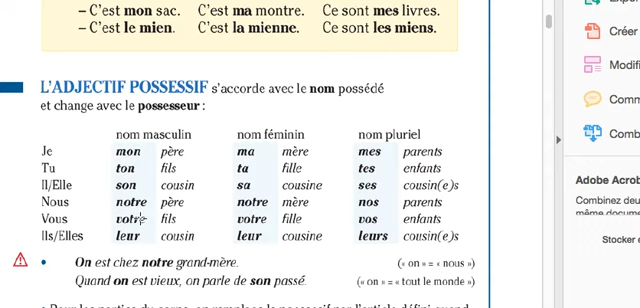 – C'est mon sac. C'est ma montre. Ce sont mes livres.
– C'est le mien. C'est la mienne. Ce sont les miens.
L'ADJECTIF POSSESSIF s'accorde avec le nom possédé
et change avec le possesseur :
nom masculin nom féminin nom pluriel
Je mon père ma mère mes parents
Tu ton fils ta fille tes enfants
Il/Elle son cousin sa cousine ses cousin(e)s
Nous notre père notre mère nos parents
Vous votre fils votre fille vos enfants
Ils/Elles leur cousin leur cousine leurs cousin(e)s
• On est chez notre grand-mère. (« on » = « nous »)
Quand on est vieux, on parle de son passé. (« on » = « tout le monde »)
Créer
Modifi
Comm
Comb
Adobe Acro
Combinez deu
même docume
Stocker e